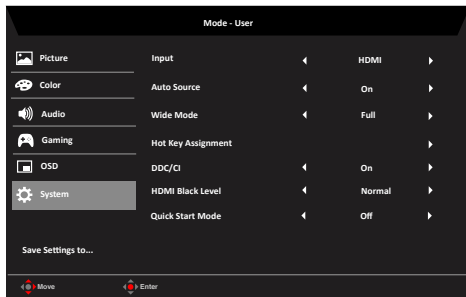 Mode - User
Picture
Color
Audio
Gaming
OSD
System
Input HDMI
Auto Source On
Wide Mode Full
Hot Key Assignment
DDC/CI On
HDMI Black Level Normal
Quick Start Mode Off
Save Settings to...
Move Enter